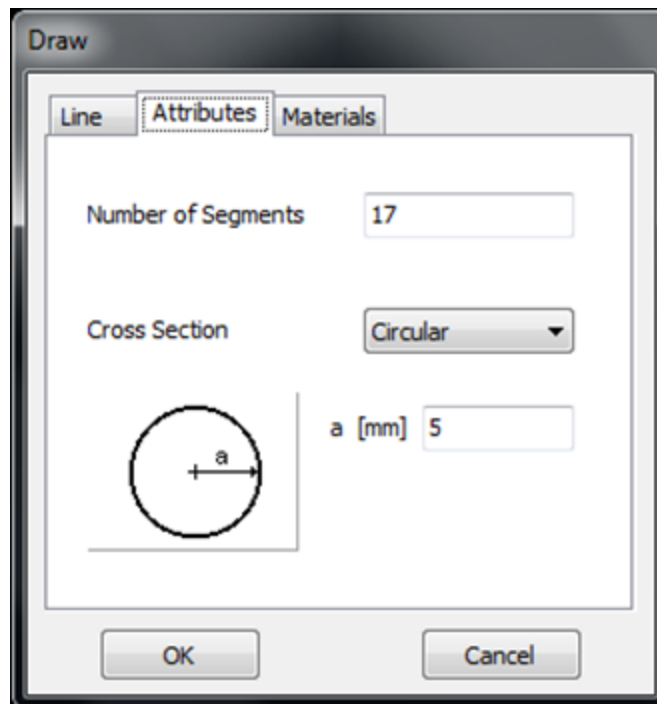 Draw
Line Attributes Materials
Number of Segments 17
Cross Section Circular
a
a [mm] 5
OK Cancel